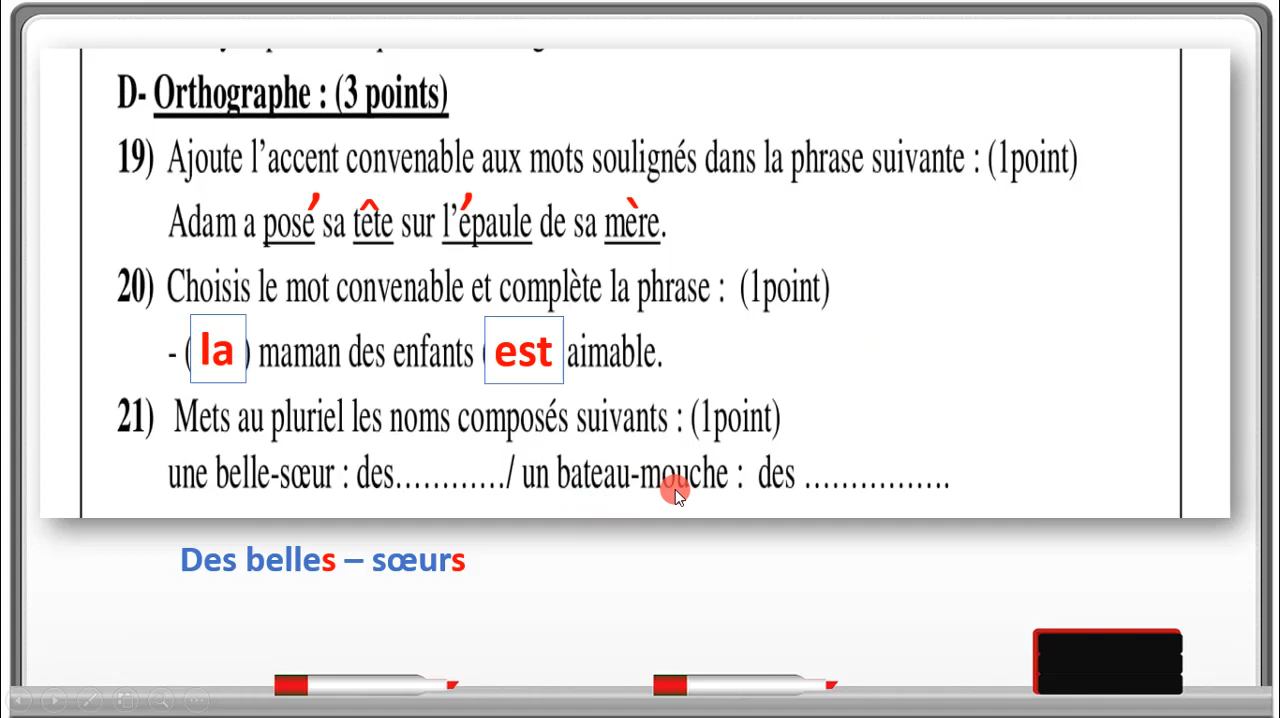 D- Orthographe : (3 points)
19) Ajoute l’accent convenable aux mots soulignés dans la phrase suivante : (1point)
Adam a posé sa tête sur l’épaule de sa mère.
20) Choisis le mot convenable et complète la phrase : (1point)
- ( la ) maman des enfants ( est aimable.
21) Mets au pluriel les noms composés suivants : (1point)
une belle-sœur : des…………/ un bateau-mouche : des …………….
Des belles – sœurs